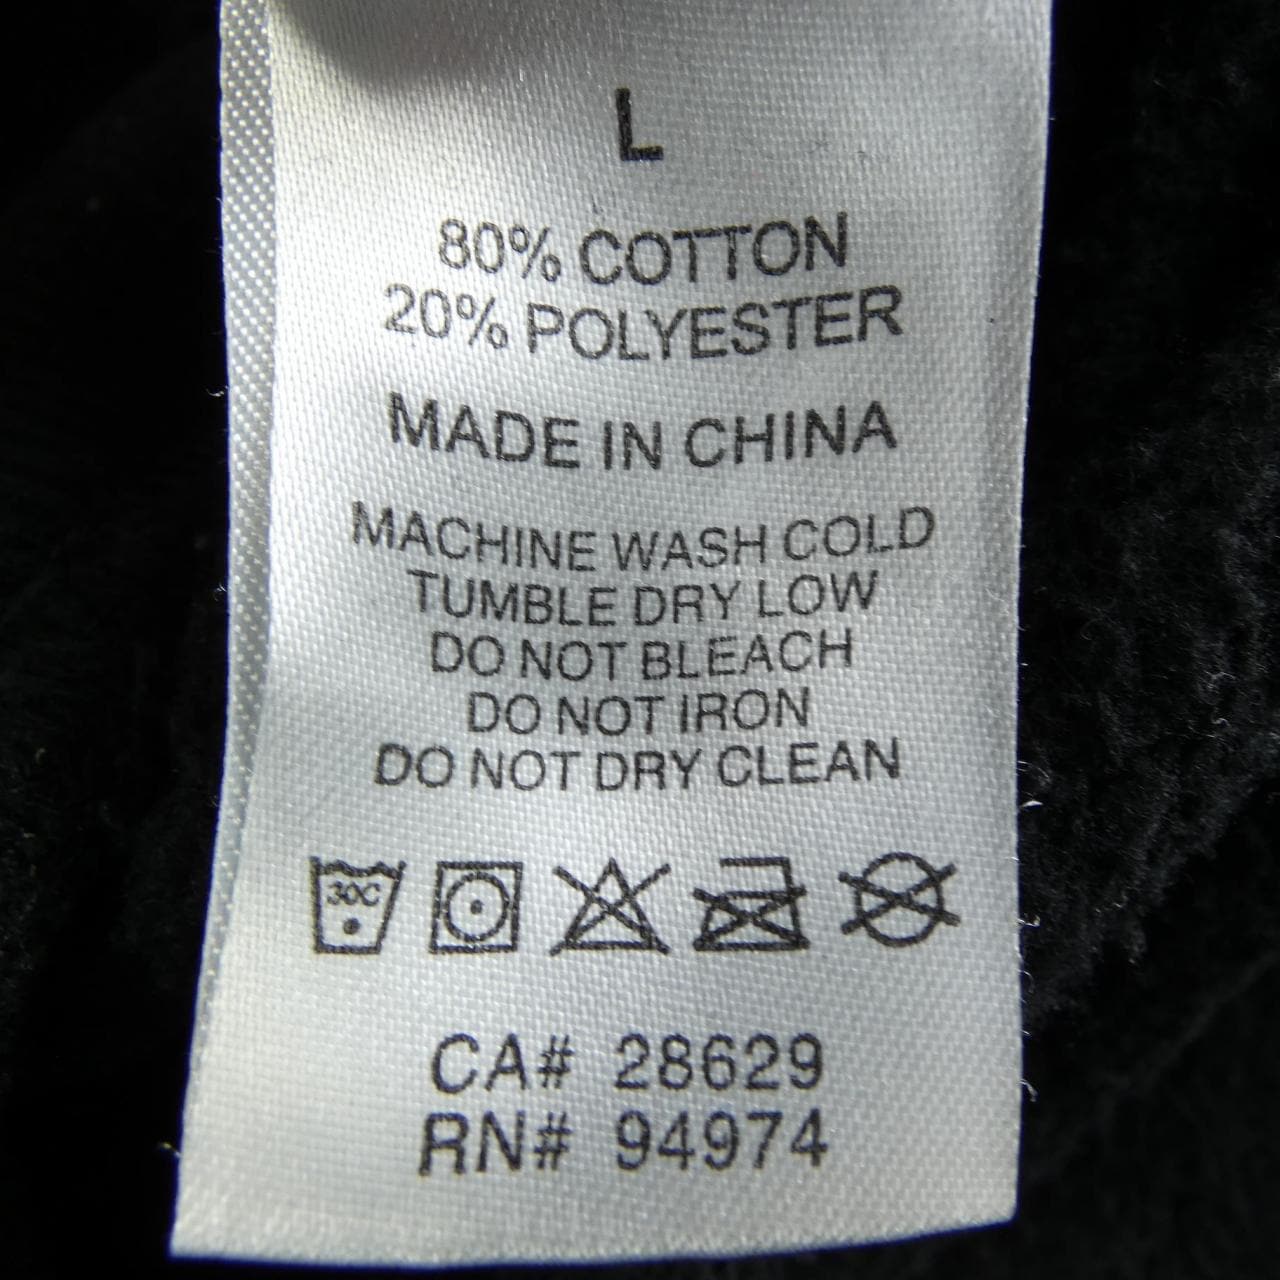 L
80% COTTON
20% POLYESTER
MADE IN CHINA
MACHINE WASH COLD
TUMBLE DRY LOW
DO NOT BLEACH
DO NOT IRON
DO NOT DRY CLEAN
30C
CA# 28629
RN# 94974